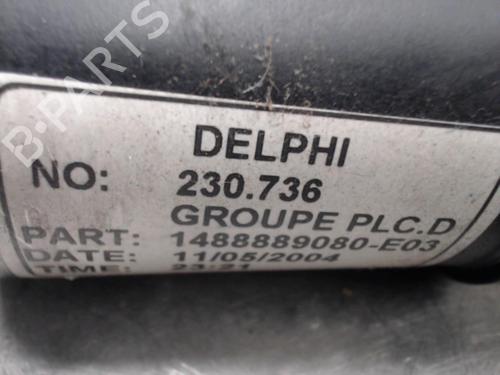 DELPHI
NO: 230.736
GROUPE PLC.D
PART: 1488889080-E03
DATE: 11/05/2004
TIME: 23:21
B-PARTS